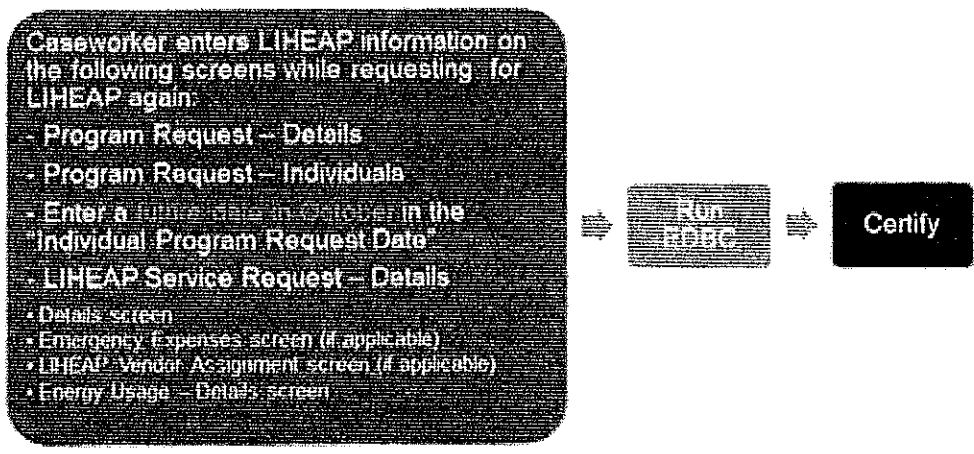 Caseworker enters LIHEAP information on
the following screens while requesting for
LIHEAP again:
- Program Request – Details
- Program Request – Individuals
- Enter a future date in October in the
"Individual Program Request Date"
- LIHEAP Service Request – Details
• Details screen
• Emergency Expenses screen (if applicable)
• LIHEAP Vendor Assignment screen (if applicable)
• Energy Usage – Details screen
Run
EDBC
Certify